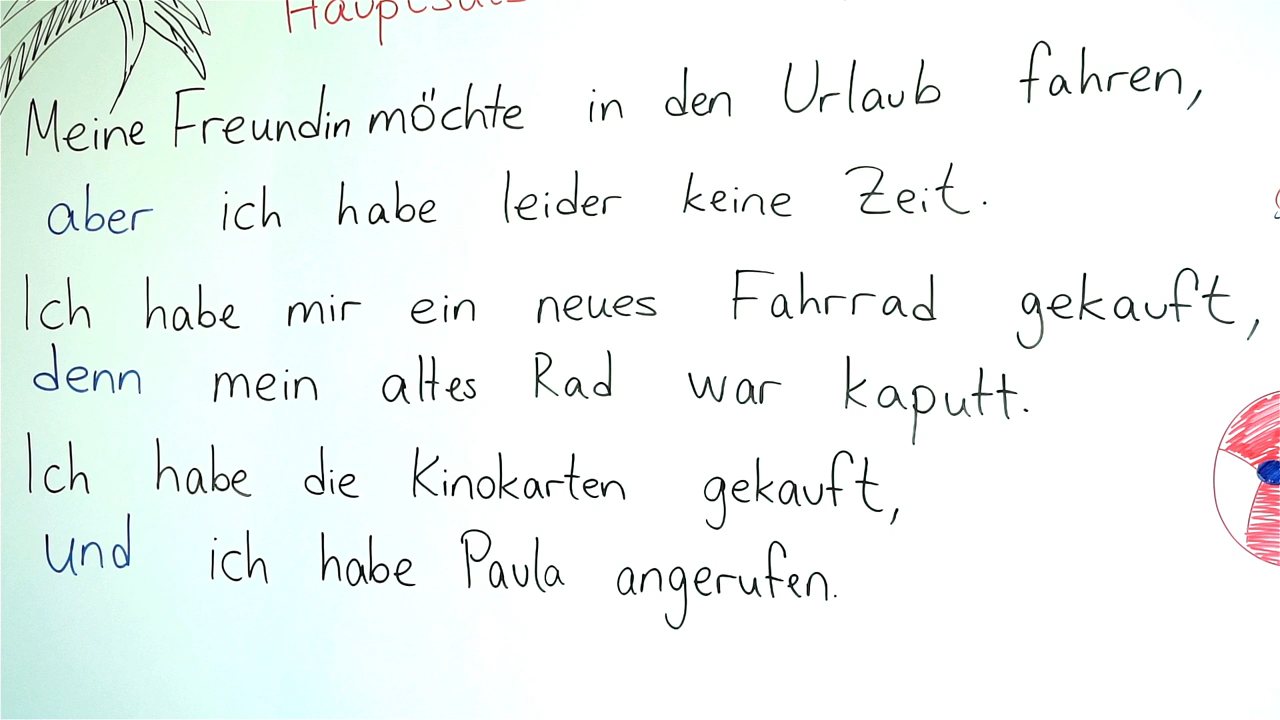 Hauptsatz
Meine Freundin möchte in den Urlaub fahren,
aber ich habe leider keine Zeit.
Ich habe mir ein neues Fahrrad gekauft,
denn mein altes Rad war kaputt.
Ich habe die Kinokarten gekauft,
und ich habe Paula angerufen.